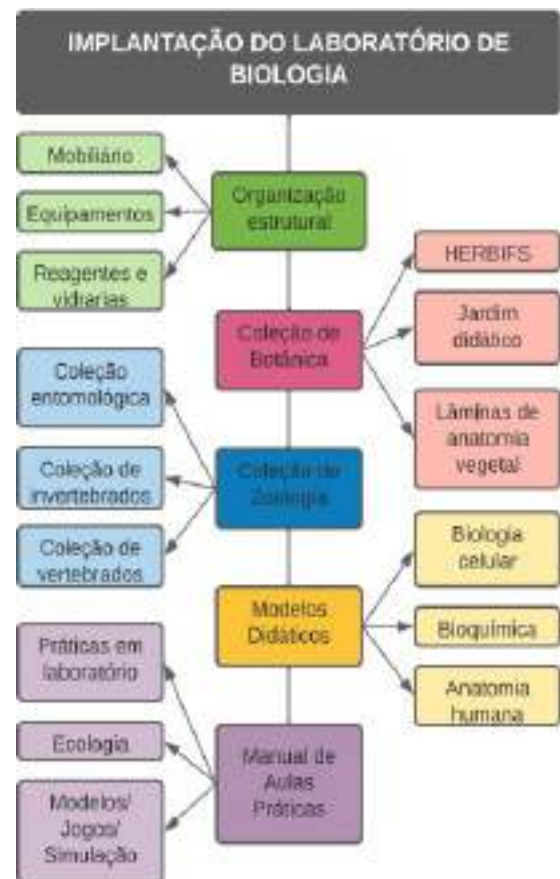 IMPLANTAÇÃO DO LABORATÓRIO DE
BIOLOGIA
Organização
estrutural
Mobiliário
Equipamentos
Reagentes e
vidrarias
Coleção de
Botânica
HERBIFS
Jardim
didático
Lâminas de
anatomia
vegetal
Coleção de
Zoologia
Coleção
entomológica
Coleção de
invertebrados
Coleção de
vertebrados
Modelos
Didáticos
Biologia
celular
Bioquímica
Anatomia
humana
Manual de
Aulas
Práticas
Práticas em
laboratório
Ecologia
Modelos/
Jogos/
Simulação